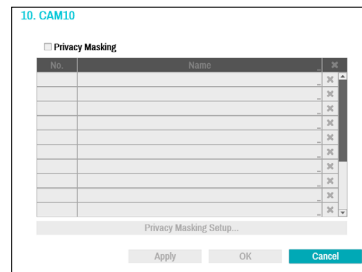 10. CAM10
Privacy Masking
No. Name
Privacy Masking Setup...
Apply OK Cancel